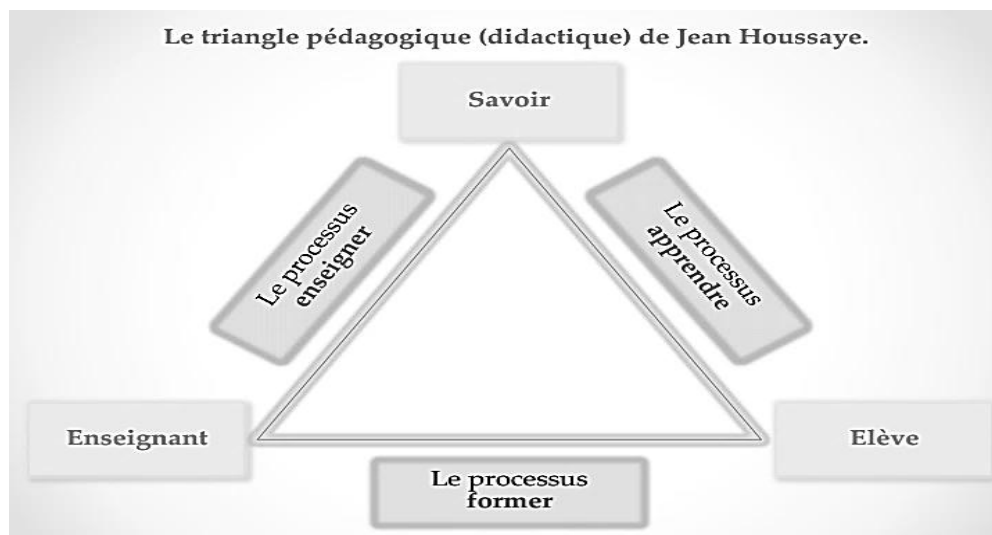 Le triangle pédagogique (didactique) de Jean Houssaye.
Savoir
Le processus
enseigner
Le processus
apprendre
Enseignant
Elève
Le processus
former